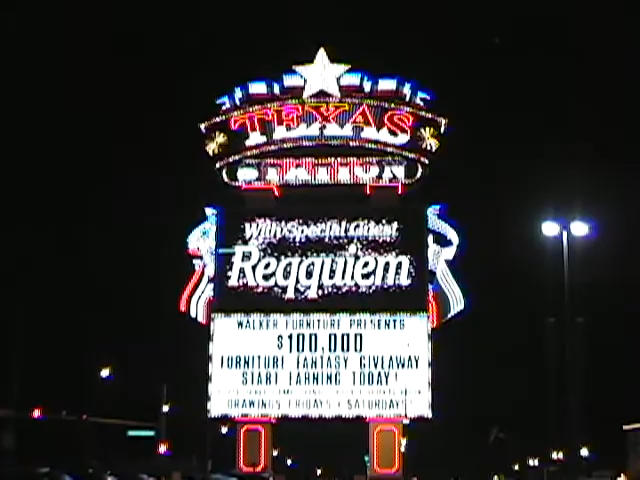 TEXAS
STATION
With Special Guest
Reqquiem
WALKER FURNITURE PRESENTS
$100,000
FURNITURE FANTASY GIVEAWAY
START EARNING TODAY!
DRAWINGS FRIDAYS & SATURDAYS